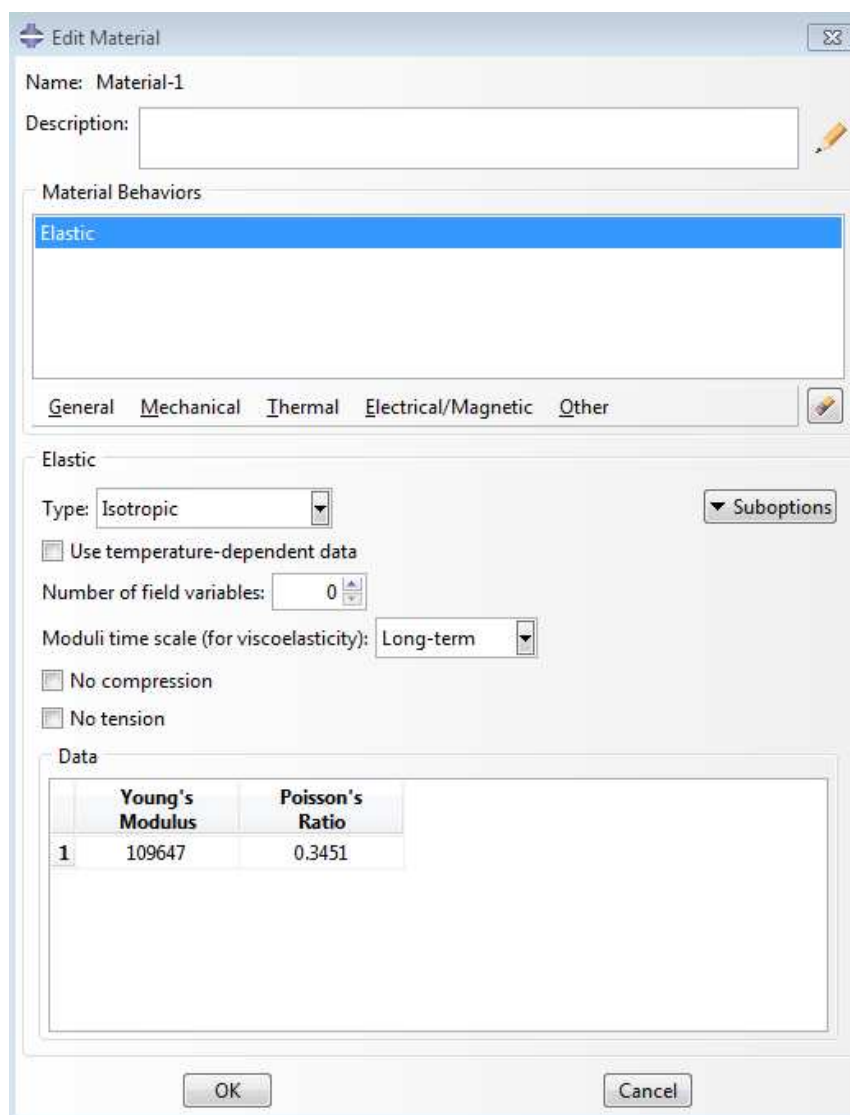 Edit Material
Name: Material-1
Description:
Material Behaviors
Elastic
General Mechanical Thermal Electrical/Magnetic Other
Elastic
Type: Isotropic Suboptions
Use temperature-dependent data
Number of field variables: 0
Moduli time scale (for viscoelasticity): Long-term
No compression
No tension
Data
Young's Poisson's
Modulus Ratio
1 109647 0.3451
OK Cancel